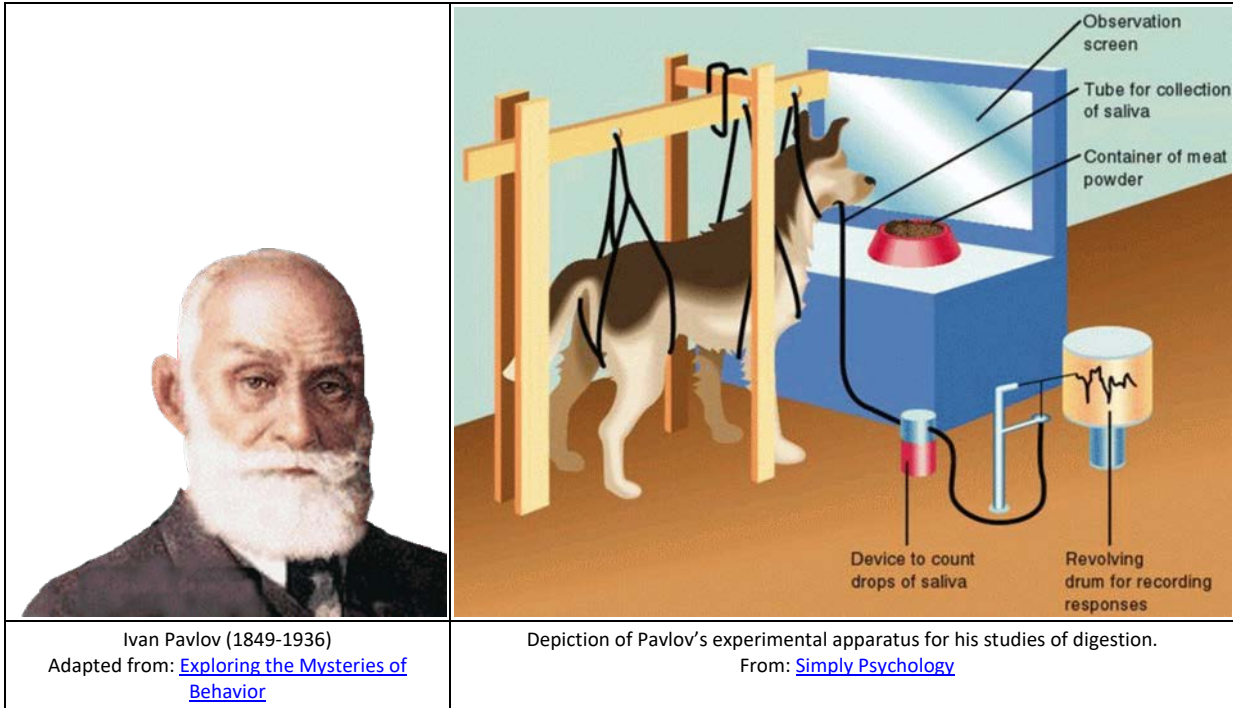 Observation
screen
Tube for collection
of saliva
Container of meat
powder
Device to count
drops of saliva
Revolving
drum for recording
responses
Ivan Pavlov (1849-1936)
Adapted from: Exploring the Mysteries of
Behavior
Depiction of Pavlov’s experimental apparatus for his studies of digestion.
From: Simply Psychology